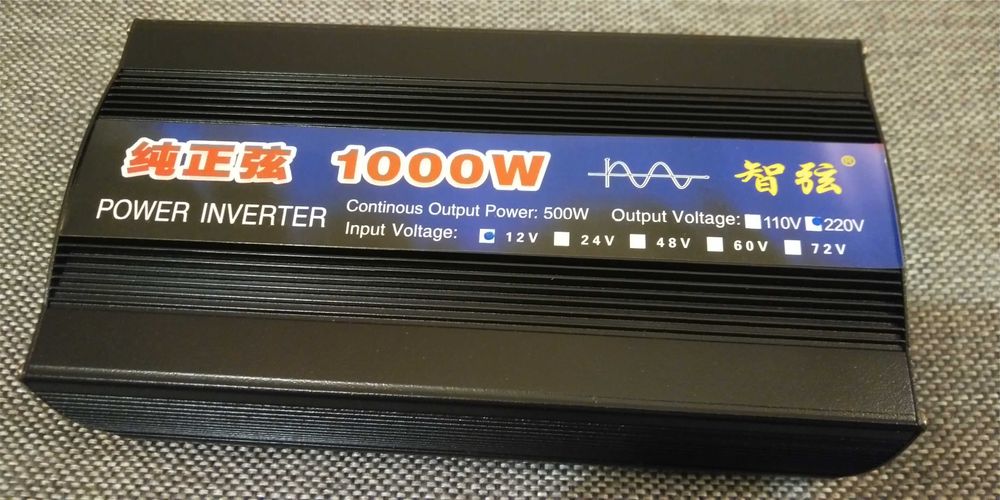 纯正弦 1000W 智弦®
POWER INVERTER
Continous Output Power: 500W Output Voltage: 110V 220V
Input Voltage: 12V 24V 48V 60V 72V